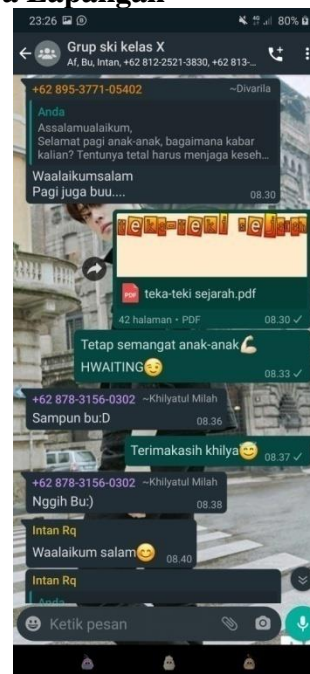 a Lapangan
23:26
80%
Grup ski kelas X
Af, Bu, Intan, +62 812-2521-3830, +62 813-...
+62 895-3771-05402 ~Divarila
Anda
Assalamualaikum,
Selamat pagi anak-anak, bagaimana kabar
kalian? Tentunya tetal harus menjaga keseh...
Waalaikumsalam
Pagi juga buu....
08.30
teka-teki sejarah
teka-teki sejarah.pdf
42 halaman • PDF 08.30
Tetap semangat anak-anak
HWAITING
08.33
+62 878-3156-0302 ~Khilyatul Milah
Sampun bu:D
08.36
Terimakasih khilya
08.37
+62 878-3156-0302 ~Khilyatul Milah
Nggih Bu:)
08.38
Intan Rq
Waalaikum salam
08.40
Intan Rq
Anda
Ketik pesan